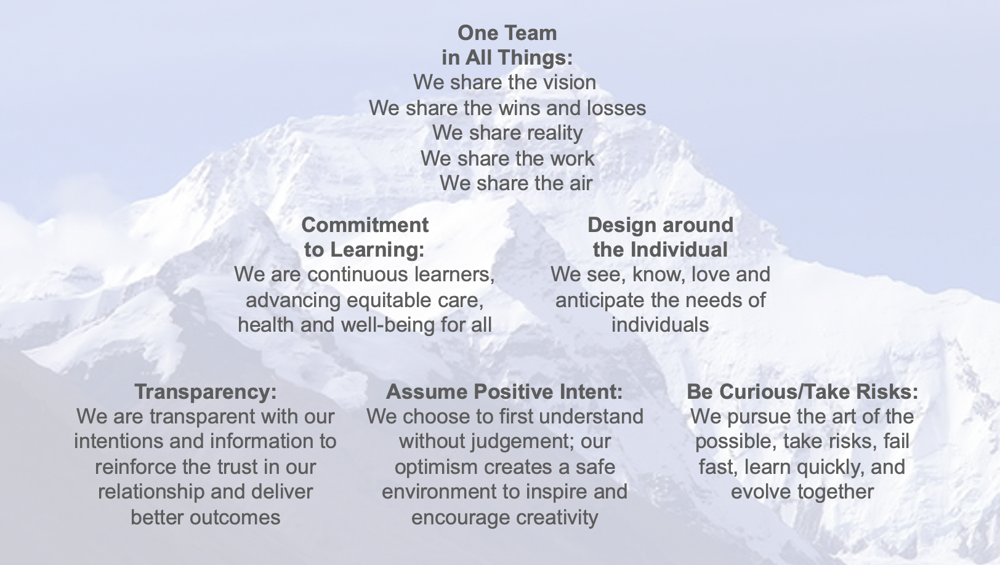 One Team
in All Things:
We share the vision
We share the wins and losses
We share reality
We share the work
We share the air
Commitment
to Learning:
We are continuous learners,
advancing equitable care,
health and well-being for all
Design around
the Individual
We see, know, love and
anticipate the needs of
individuals
Transparency:
We are transparent with our
intentions and information to
reinforce the trust in our
relationship and deliver
better outcomes
Assume Positive Intent:
We choose to first understand
without judgement; our
optimism creates a safe
environment to inspire and
encourage creativity
Be Curious/Take Risks:
We pursue the art of the
possible, take risks, fail
fast, learn quickly, and
evolve together